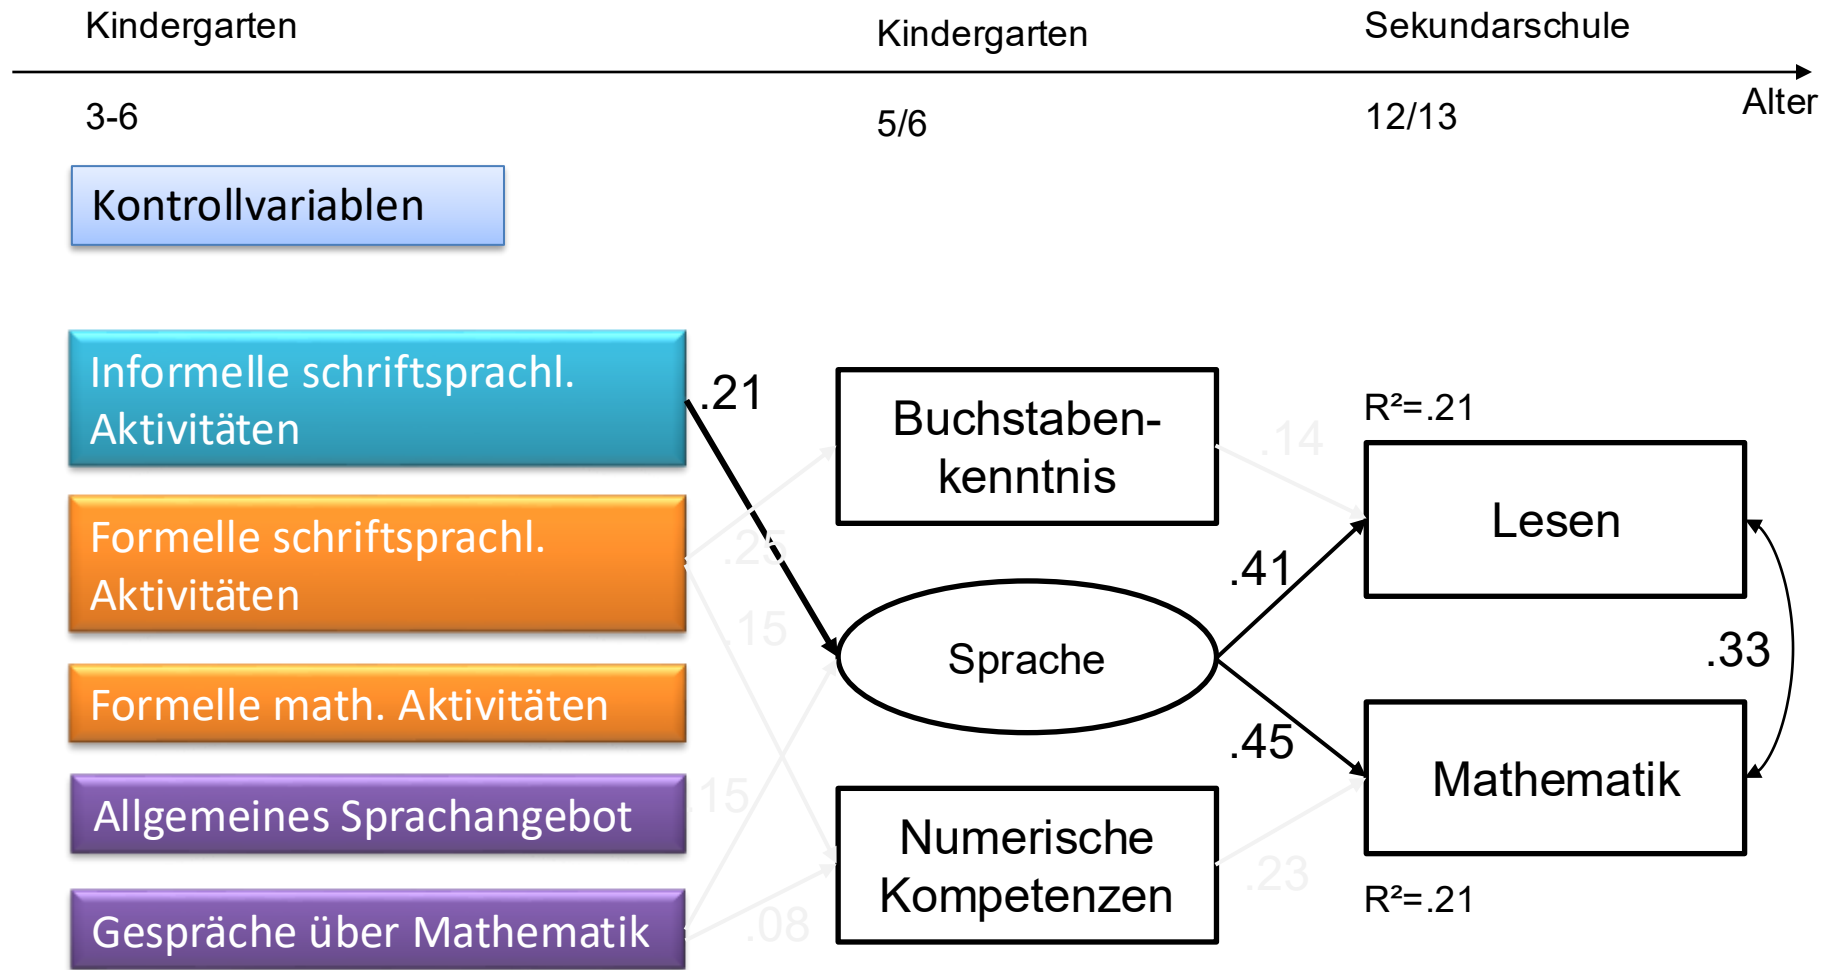 Kindergarten
Kindergarten
Sekundarschule
3-6
5/6
12/13
Alter
Kontrollvariablen
Informelle schriftsprachl.
Aktivitäten
Formelle schriftsprachl.
Aktivitäten
Formelle math. Aktivitäten
Allgemeines Sprachangebot
Gespräche über Mathematik
.21
.25
.15
.15
.08
Buchstaben-
kenntnis
Sprache
Numerische
Kompetenzen
.14
.41
.45
.23
R²=.21
Lesen
.33
Mathematik
R²=.21